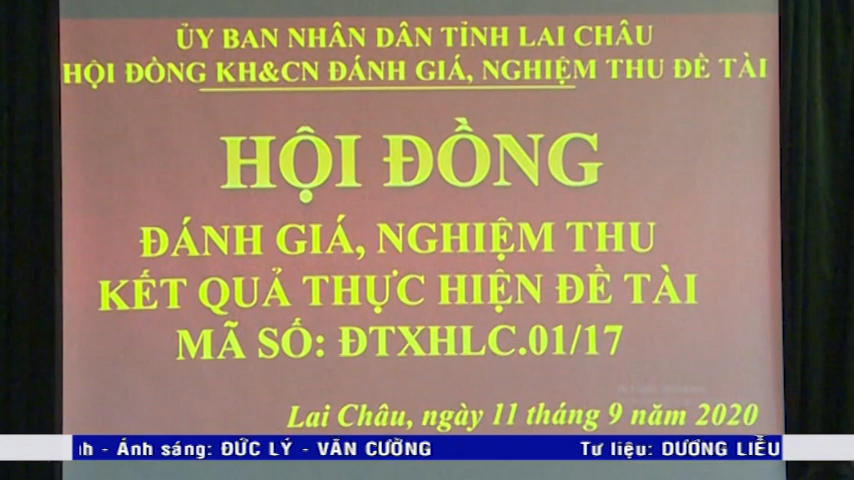 ỦY BAN NHÂN DÂN TỈNH LAI CHÂU
HỘI ĐỒNG KH&CN ĐÁNH GIÁ, NGHIỆM THU ĐỀ TÀI
HỘI ĐỒNG
ĐÁNH GIÁ, NGHIỆM THU
KẾT QUẢ THỰC HIỆN ĐỀ TÀI
MÃ SỐ: ĐTXHLC.01/17
Lai Châu, ngày 11 tháng 9 năm 2020
- Ánh sáng: ĐỨC LÝ - VĂN CƯỜNG Tư liệu: DƯƠNG LIỄU